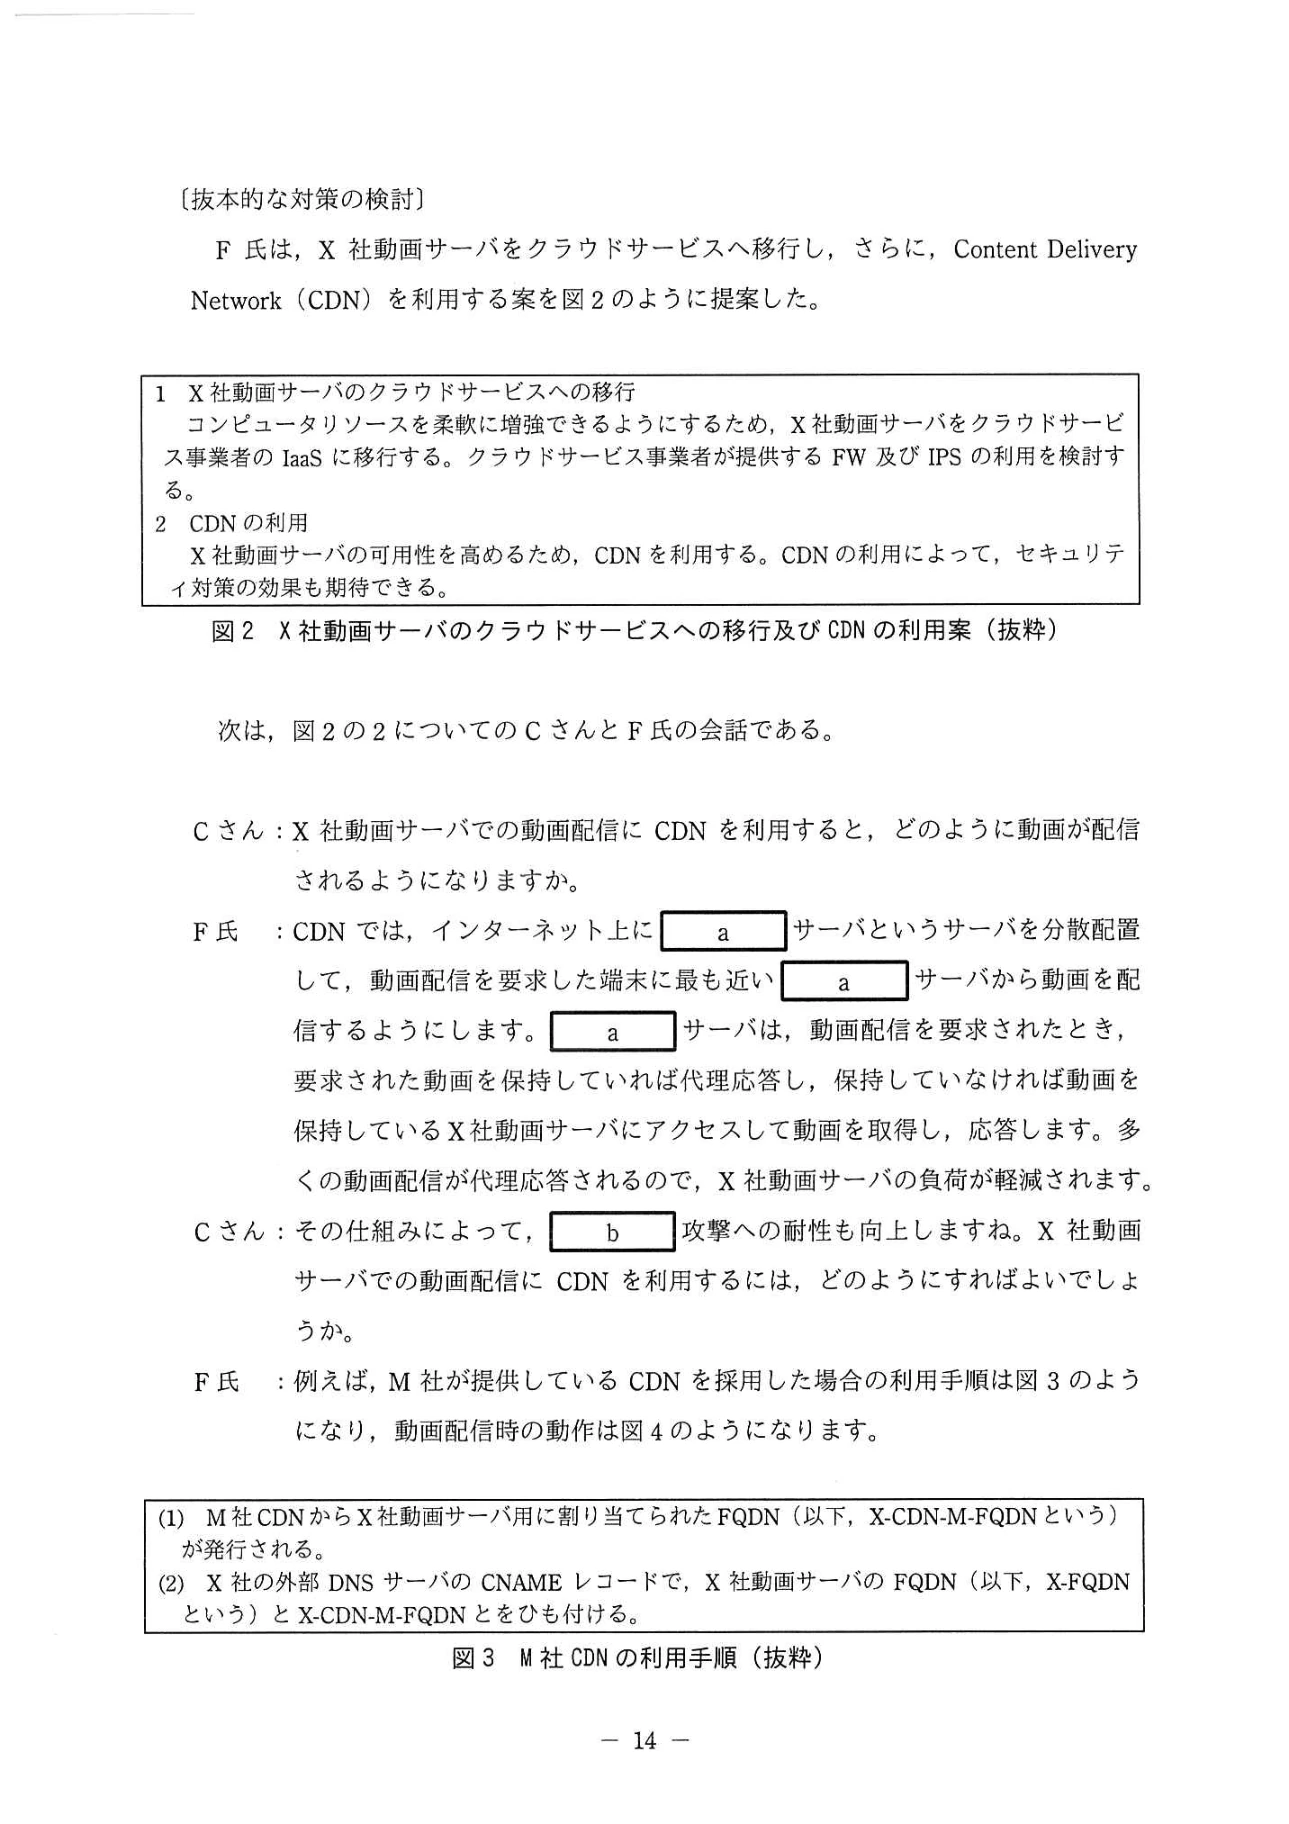 〔抜本的な対策の検討〕
F 氏は，X 社動画サーバをクラウドサービスへ移行し，さらに，Content Delivery
Network（CDN）を利用する案を図 2 のように提案した。
1 X 社動画サーバのクラウドサービスへの移行
コンピュータリソースを柔軟に増強できるようにするため，X 社動画サーバをクラウドサービ
ス事業者の IaaS に移行する。クラウドサービス事業者が提供する FW 及び IPS の利用を検討す
る。
2 CDN の利用
X 社動画サーバの可用性を高めるため，CDN を利用する。CDN の利用によって，セキュリテ
ィ対策の効果も期待できる。
図 2 X 社動画サーバのクラウドサービスへの移行及び CDN の利用案（抜粋）
次は，図 2 の 2 についての C さんと F 氏の会話である。
C さん：X 社動画サーバでの動画配信に CDN を利用すると，どのように動画が配信
されるようになりますか。
F 氏 ：CDN では，インターネット上に a サーバというサーバを分散配置
して，動画配信を要求した端末に最も近い a サーバから動画を配
信するようにします。 a サーバは，動画配信を要求されたとき，
要求された動画を保持していれば代理応答し，保持していなければ動画を
保持している X 社動画サーバにアクセスして動画を取得し，応答します。多
くの動画配信が代理応答されるので，X 社動画サーバの負荷が軽減されます。
C さん：その仕組みによって， b 攻撃への耐性も向上しますね。X 社動画
サーバでの動画配信に CDN を利用するには，どのようにすればよいでしょ
うか。
F 氏 ：例えば，M 社が提供している CDN を採用した場合の利用手順は図 3 のよう
になり，動画配信時の動作は図 4 のようになります。
(1) M 社 CDN から X 社動画サーバ用に割り当てられた FQDN（以下，X-CDN-M-FQDN という）
が発行される。
(2) X 社の外部 DNS サーバの CNAME レコードで，X 社動画サーバの FQDN（以下，X-FQDN
という）と X-CDN-M-FQDN とをひも付ける。
図 3 M 社 CDN の利用手順（抜粋）
― 14 ―